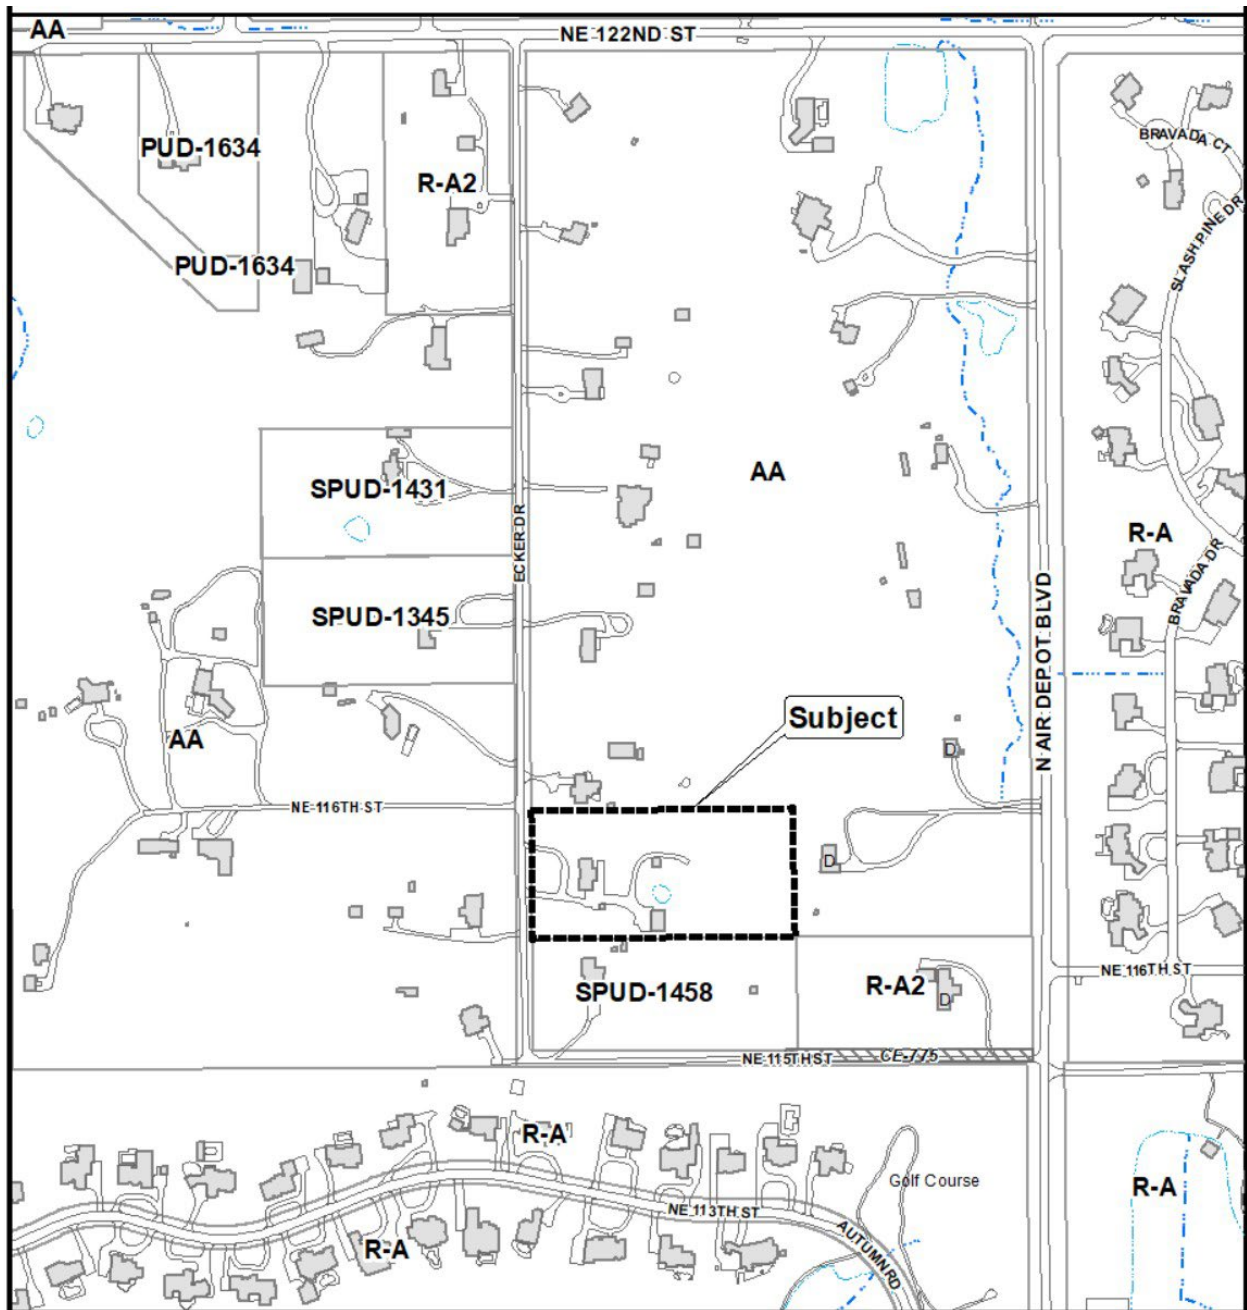 AA
NE 122ND ST
PUD-1634
R-A2
BRAVADA CT
SLASH PINE DR
PUD-1634
SPUD-1431
AA
ECKER DR
R-A
BRAVADA DR
SPUD-1345
N AIR DEPOT BLVD
Subject
AA
D
NE 116TH ST
D
SPUD-1458
R-A2
D
NE 116TH ST
NE 115TH ST
CE-775
R-A
Golf Course
R-A
NE 113TH ST
AUTUMN RD
R-A